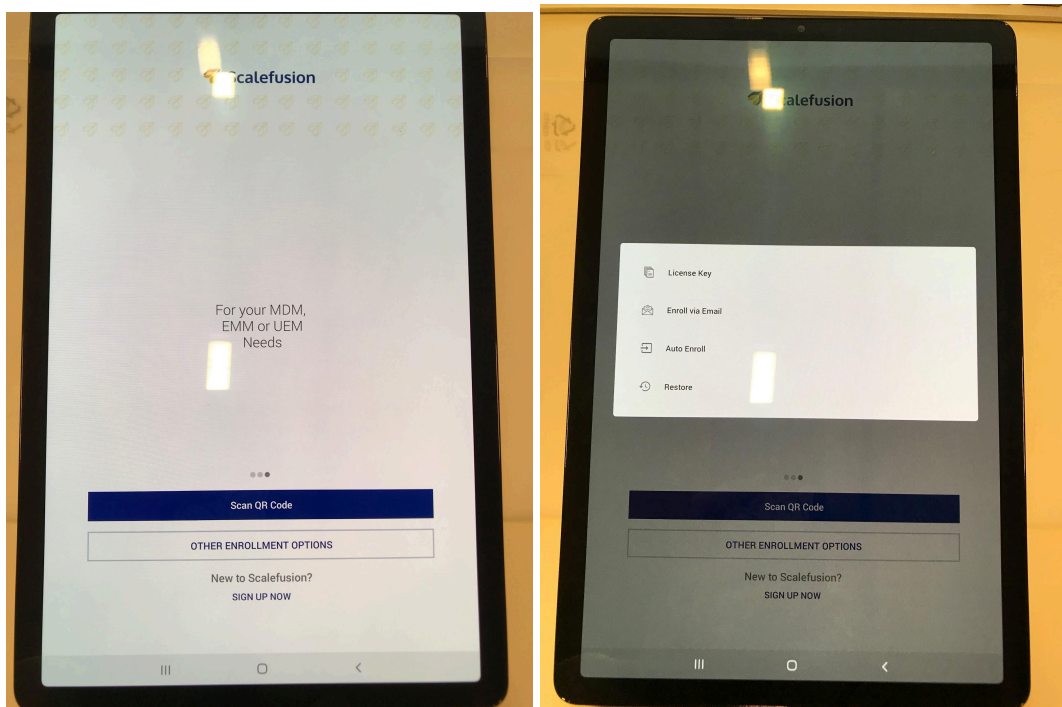 Scalefusion
For your MDM,
EMM or UEM
Needs
Scan QR Code
OTHER ENROLLMENT OPTIONS
New to Scalefusion?
SIGN UP NOW
License Key
Enroll via Email
Auto Enroll
Restore
Scan QR Code
OTHER ENROLLMENT OPTIONS
New to Scalefusion?
SIGN UP NOW